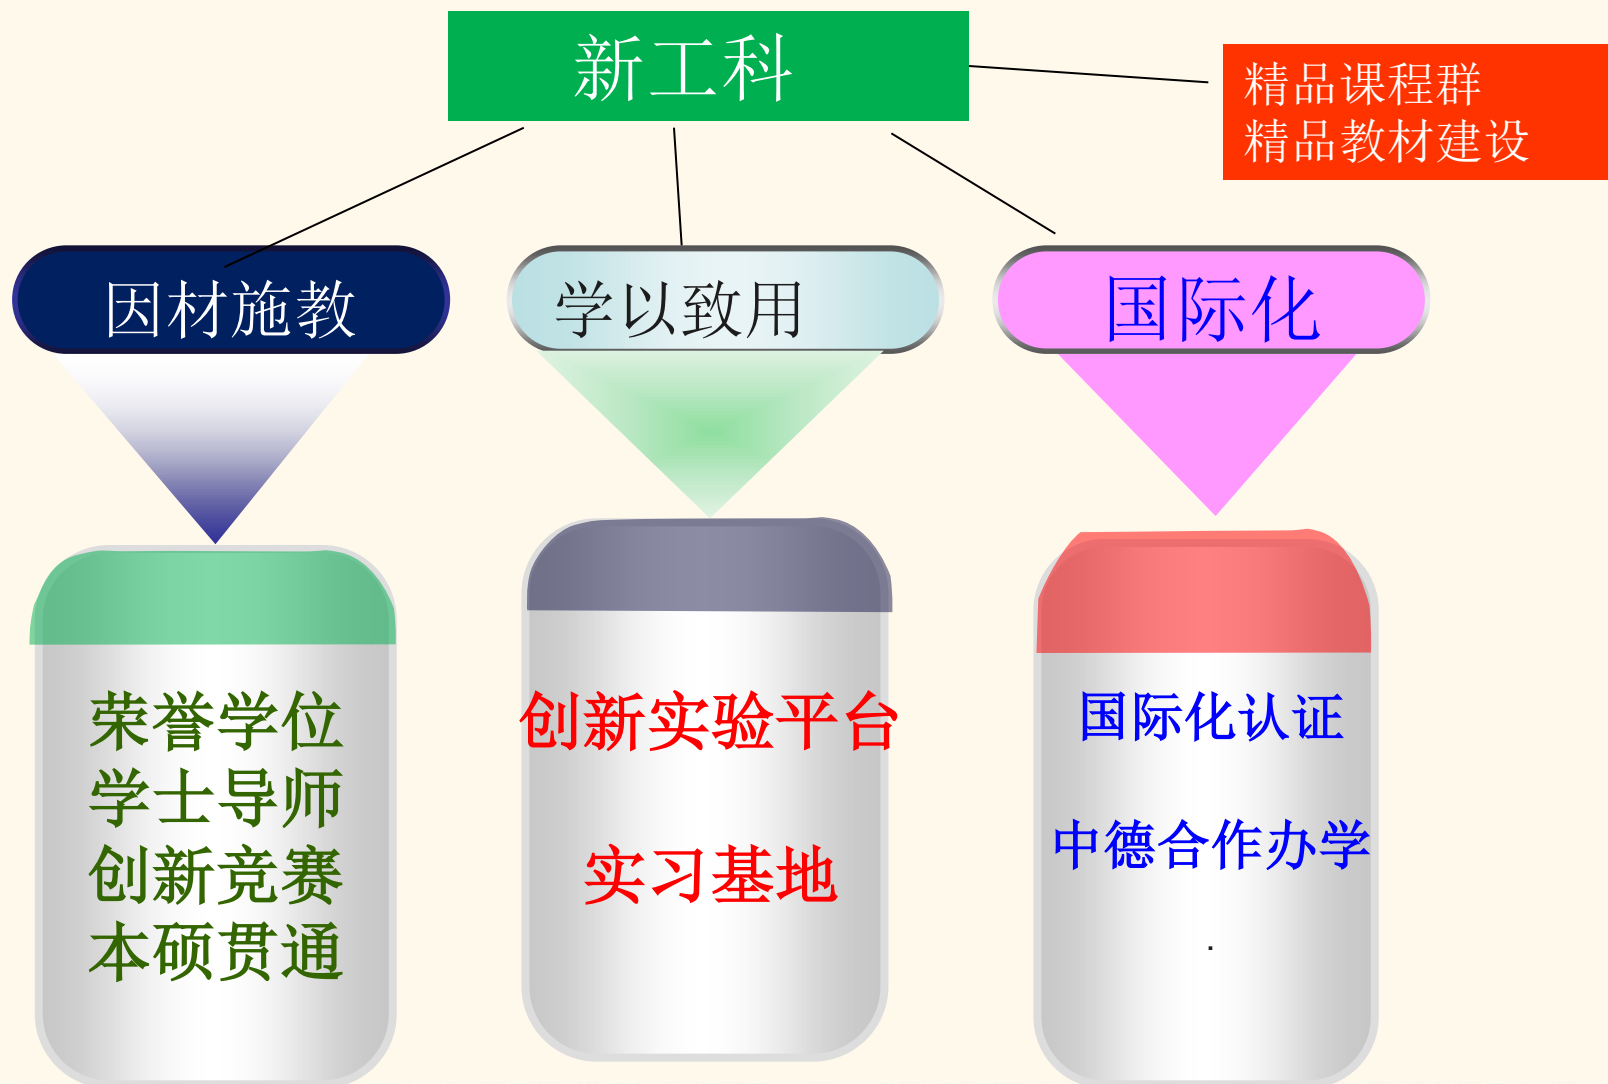 新工科
精品课程群
精品教材建设
因材施教
学以致用
国际化
荣誉学位
学士导师
创新竞赛
本硕贯通
创新实验平台
实习基地
国际化认证
中德合作办学
.